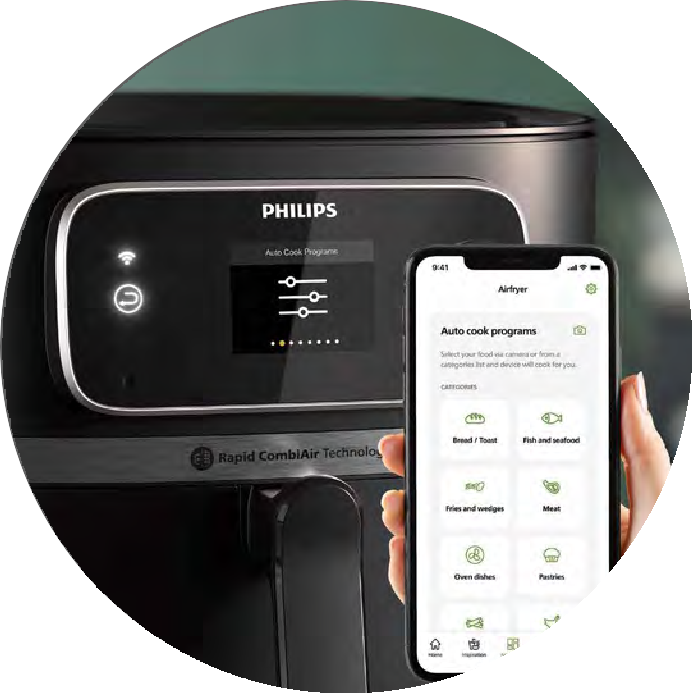 PHILIPS
Auto Cook Programs
Rapid CombiAir Technolog
9:41
Airfryer
Auto cook programs
Select your food via camera or from a
categories list and device will cook for you.
CATEGORIES
Bread / Toast
Fish and seafood
Fries and wedges
Meat
Oven dishes
Pastries
Home
Inspiration